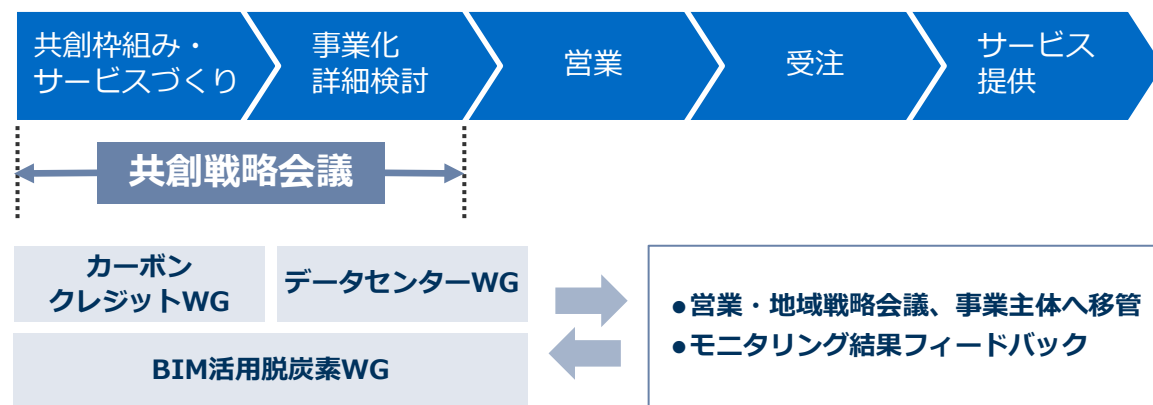 共創枠組み・
サービスづくり
事業化
詳細検討
営業
受注
サービス
提供
共創戦略会議
カーボン
クレジットWG
データセンターWG
BIM活用脱炭素WG
●営業・地域戦略会議、事業主体へ移管
●モニタリング結果フィードバック